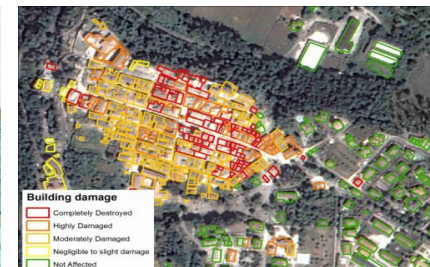 Building damage
Completely Destroyed
Highly Damaged
Moderately Damaged
Negligible to slight damage
Not Affected